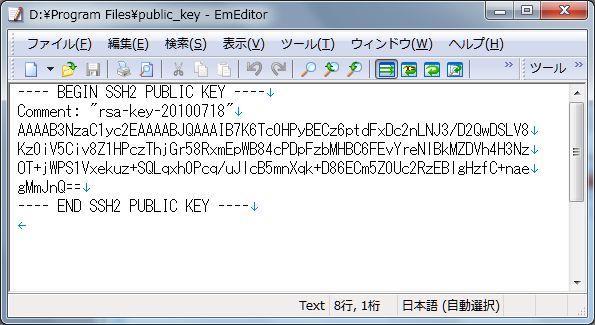 D:¥Program Files¥public_key - EmEditor
ファイル(F) 編集(E) 検索(S) 表示(V) ツール(T) ウィンドウ(W) ヘルプ(H)
ツール
---- BEGIN SSH2 PUBLIC KEY ----↓
Comment: "rsa-key-20100718"↓
AAAAB3NzaC1yc2EAAAABJQAAAIB7K6TcOHPyBECz6ptdFxDc2nLNJ3/D2QwDSLV8↓
Kz0iV5Civ8Z1HPczThjGr58RxmEpWB84cPDpFzbMHBC6FEvYreNIBkMZDVh4H3Nz↓
OT+jWPS1Vxekuz+SQLqxh0Pcq/uJIcB5mnXqk+D86ECm5Z0Uc2RzEBIgHzfC+nae↓
gMmJnQ==↓
---- END SSH2 PUBLIC KEY ----↓
←
Text 8行, 1桁 日本語 (自動選択)